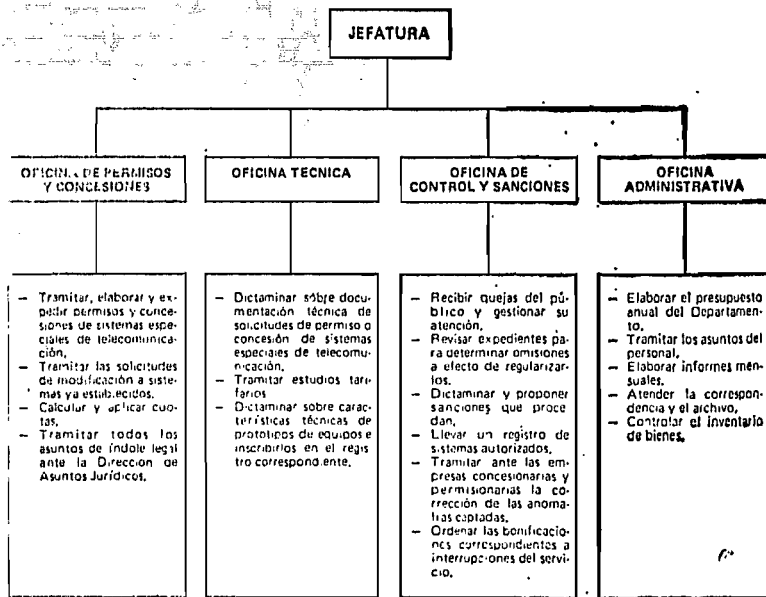 JEFATURA
OFICINA DE PERMISOS
Y CONCESIONES
OFICINA TECNICA
OFICINA DE
CONTROL Y SANCIONES
OFICINA
ADMINISTRATIVA
— Tramitar, elaborar y ex-
pedir permisos y conce-
siones de sistemas espe-
ciales de telecomunica-
ción.
— Tramitar las solicitudes
de modificación a siste-
mas ya establecidos.
— Calcular y aplicar cuo-
tas.
— Tramitar todos los
asuntos de índole legal
ante la Dirección de
Asuntos Jurídicos.
— Dictaminar sobre docu-
mentación técnica de
solicitudes de permiso o
concesión de sistemas
especiales de telecomu-
nicación.
— Tramitar estudios tari-
farios
— Dictaminar sobre carac-
terísticas técnicas de
prototipos de equipos e
inscribirlos en el regis
tro correspondiente.
— Recibir quejas del pú-
blico y gestionar su
atención.
— Revisar expedientes pa-
ra determinar omisiones
a efecto de regularizar-
los.
— Dictaminar y proponer
sanciones que proce
dan.
— Llevar un registro de
sistemas autorizados.
— Tramitar ante las em-
presas concesionarias y
permisionarias la co-
rrección de las anoma-
lías captadas.
— Ordenar las bonificacio-
nes correspondientes a
interrupciones del servi-
cio.
— Elaborar el presupuesto
anual del Departamen-
to.
— Tramitar los asuntos del
personal.
— Elaborar informes men-
suales.
— Atender la correspon-
dencia y el archivo.
— Controlar el inventario
de bienes.